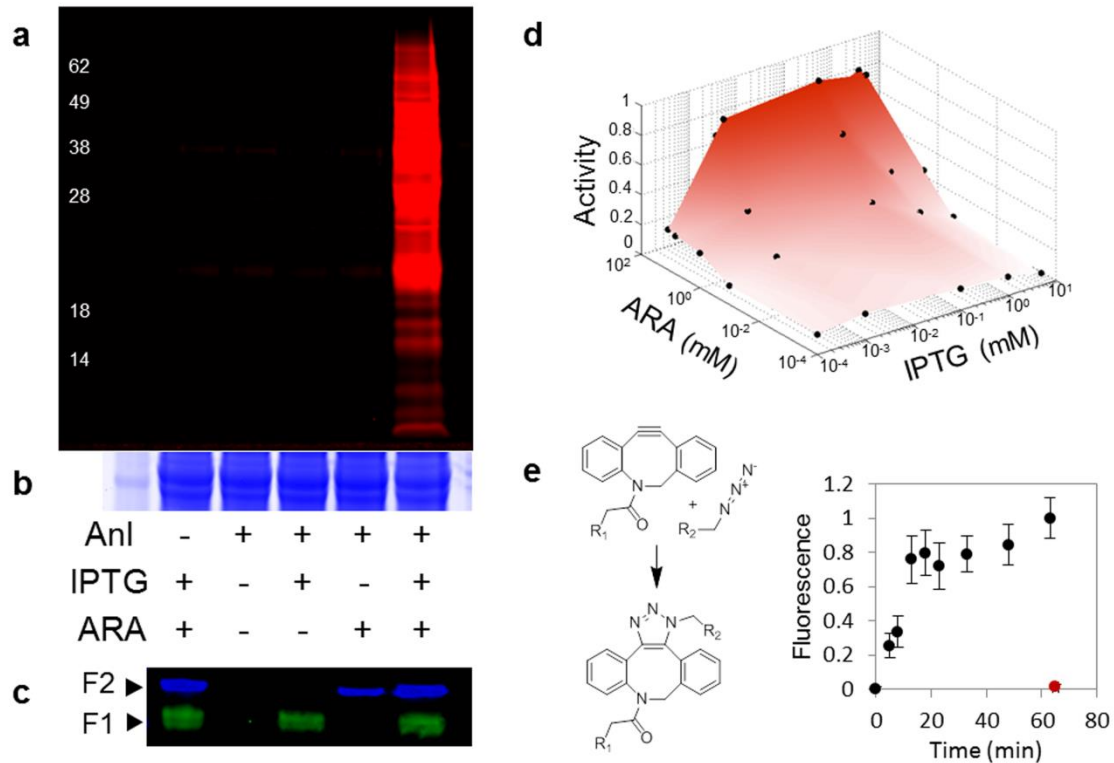 a
62
49
38
28
18
14
b
Anl - + + + +
IPTG + - + - +
ARA + - - + +
c
F2
F1
d
1
0.8
0.6
0.4
0.2
0
Activity
10² 10⁰ 10⁻² 10⁻⁴
ARA (mM)
10⁻⁴ 10⁻³ 10⁻² 10⁻¹ 10⁰ 10¹
IPTG (mM)
e
N
O
R₁
+
N⁻
N⁺
N
R₂
N N
N
R₂
N
O
R₁
1.2
1
0.8
0.6
0.4
0.2
0
Fluorescence
0 20 40 60 80
Time (min)